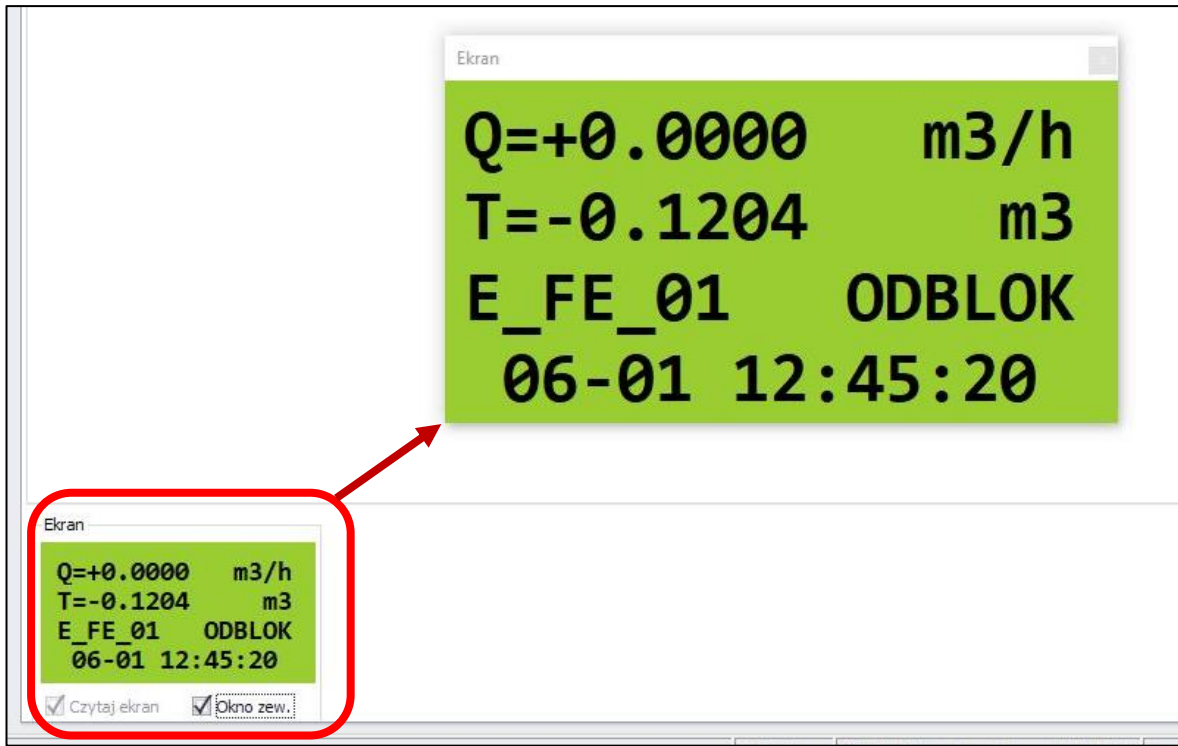 Ekran
Q=+0.0000 m3/h
T=-0.1204 m3
E_FE_01 ODBLOK
06-01 12:45:20
Ekran
Q=+0.0000 m3/h
T=-0.1204 m3
E_FE_01 ODBLOK
06-01 12:45:20
Czytaj ekran Okno zew.